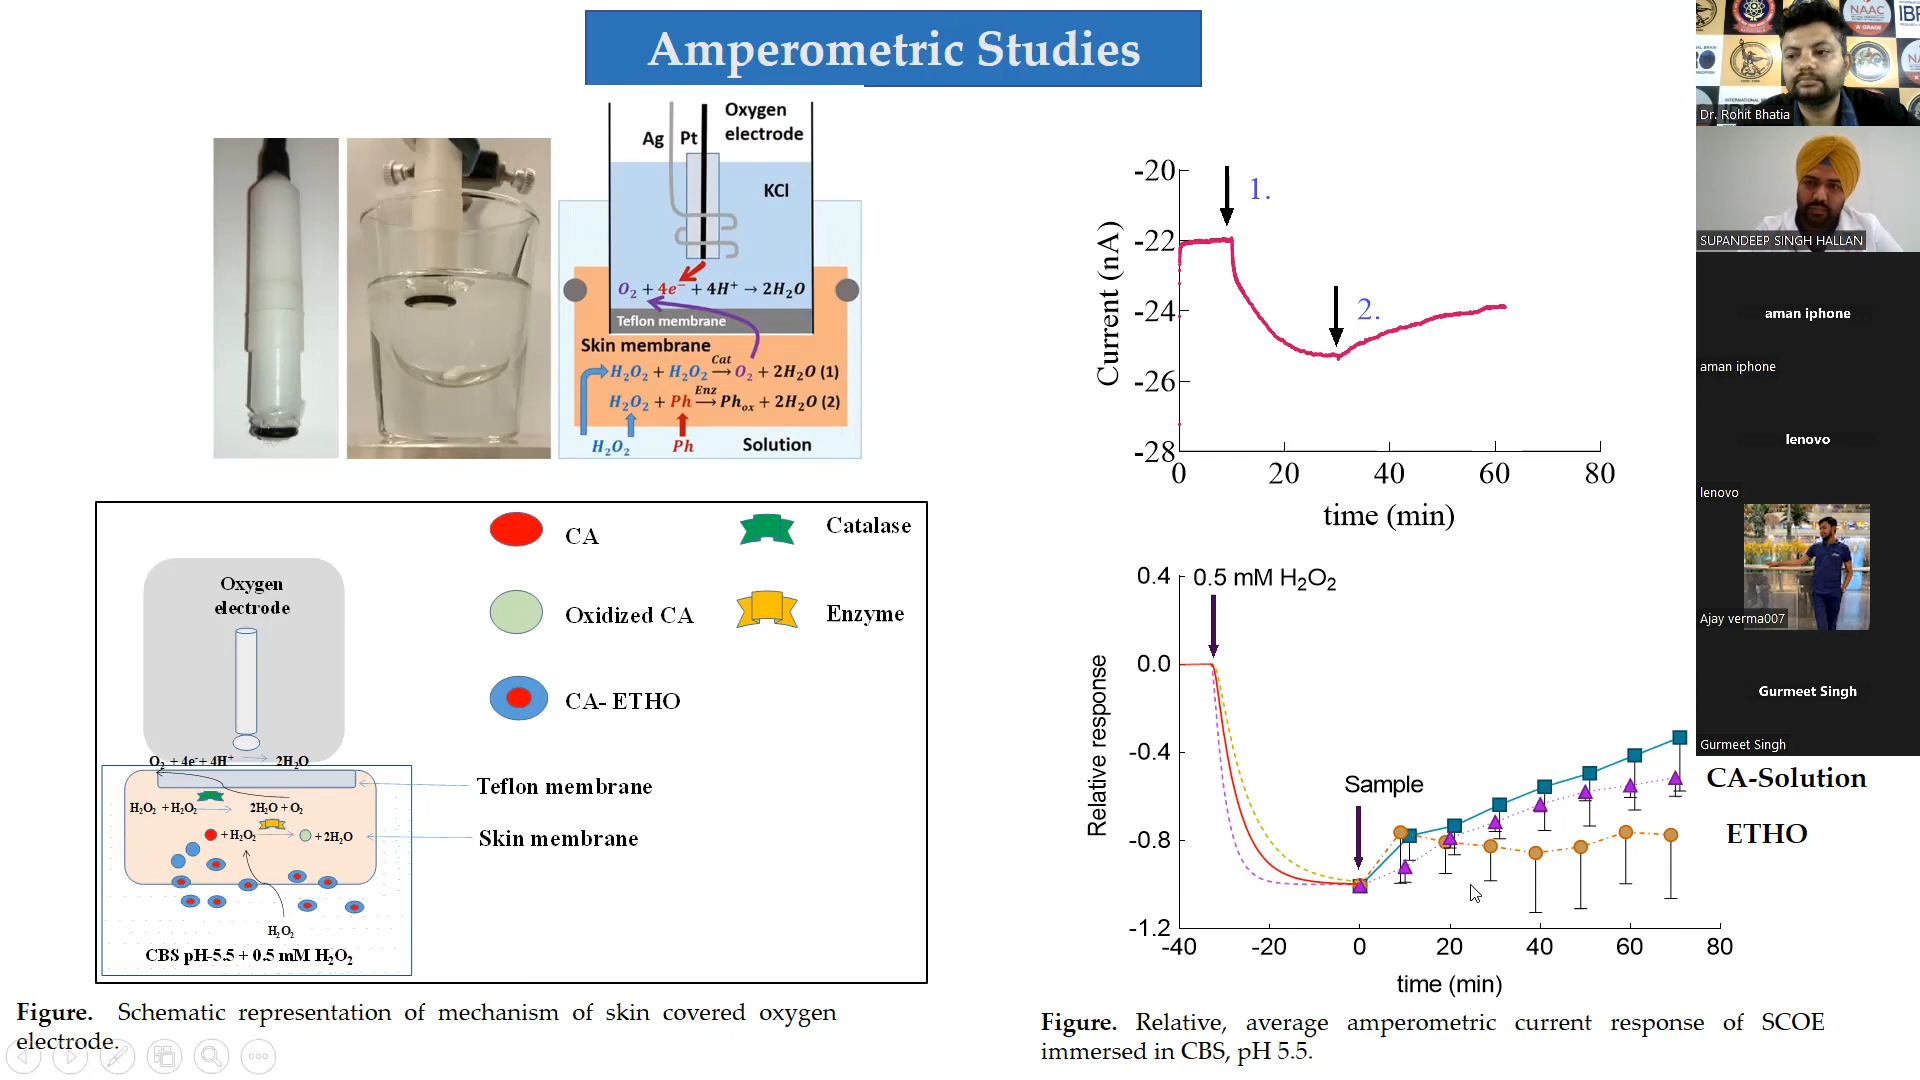 Amperometric Studies
Oxygen
electrode
Ag
Pt
KCl
O₂ + 4e⁻ + 4H⁺ → 2H₂O
Teflon membrane
Skin membrane
H₂O₂ + H₂O₂ Cat→ O₂ + 2H₂O (1)
H₂O₂ + Ph Enz→ Phox + 2H₂O (2)
H₂O₂
Ph
Solution
CA
Catalase
Oxidized CA
Enzyme
CA- ETHO
Oxygen
electrode
O₂ + 4e⁻+ 4H⁺ 2H₂O
H₂O₂ + H₂O₂ 2H₂O + O₂
+ H₂O₂ + 2H₂O
H₂O₂
CBS pH-5.5 + 0.5 mM H₂O₂
Teflon membrane
Skin membrane
Figure. Schematic representation of mechanism of skin covered oxygen
electrode.
Current (nA)
-20
-22
-24
-26
-28
1.
2.
0 20 40 60 80
time (min)
Relative response
0.4
0.0
-0.4
-0.8
-1.2
0.5 mM H₂O₂
Sample
-40 -20 0 20 40 60 80
time (min)
CA-Solution
ETHO
Figure. Relative, average amperometric current response of SCOE
immersed in CBS, pH 5.5.
NAAC
A GRADE
Dr. Rohit Bhatia
SUPANDEEP SINGH HALLAN
aman iphone
aman iphone
lenovo
lenovo
Ajay verma007
Gurmeet Singh
Gurmeet Singh